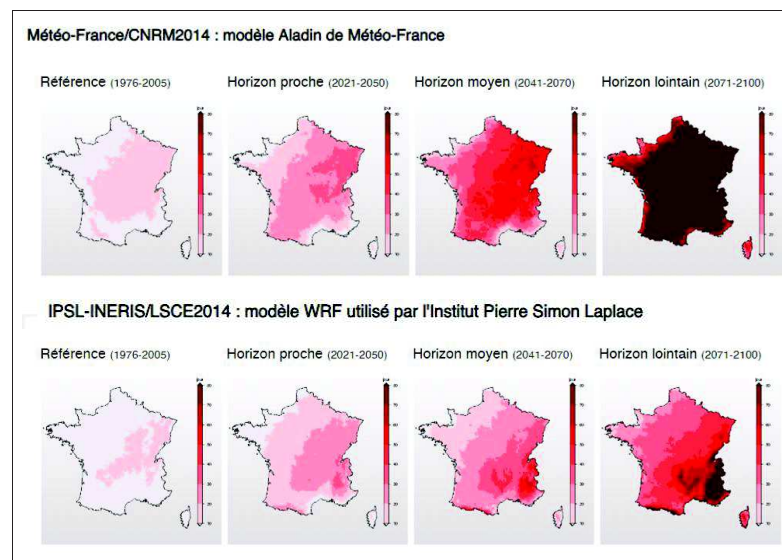 Météo-France/CNRM2014 : modèle Aladin de Météo-France
Référence (1976-2005) Horizon proche (2021-2050) Horizon moyen (2041-2070) Horizon lointain (2071-2100)
IPSL-INERIS/LSCE2014 : modèle WRF utilisé par l'Institut Pierre Simon Laplace
Référence (1976-2005) Horizon proche (2021-2050) Horizon moyen (2041-2070) Horizon lointain (2071-2100)